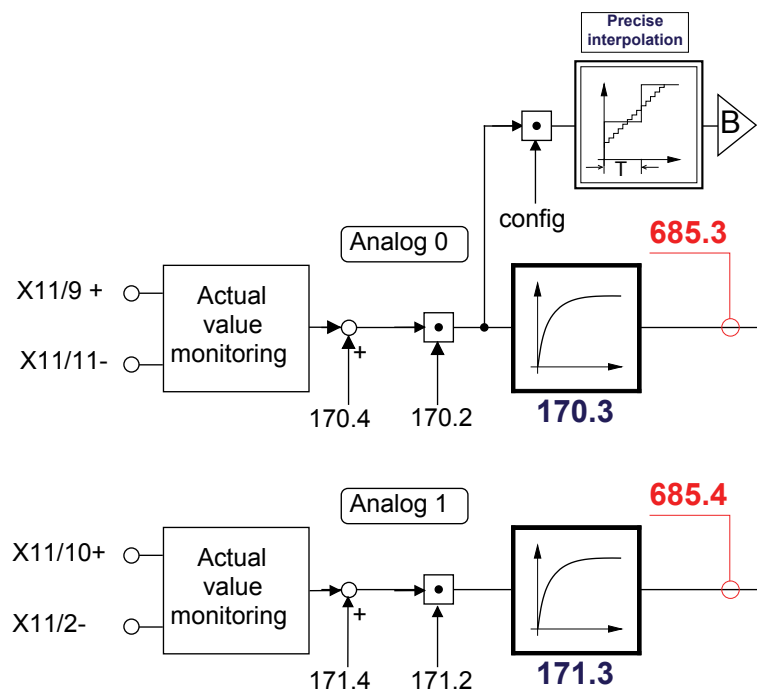 Precise
interpolation
B
T
config
Analog 0
685.3
X11/9 +
Actual
value
monitoring
X11/11-
+
170.4
170.2
170.3
Analog 1
685.4
X11/10+
Actual
value
monitoring
X11/2-
+
171.4
171.2
171.3